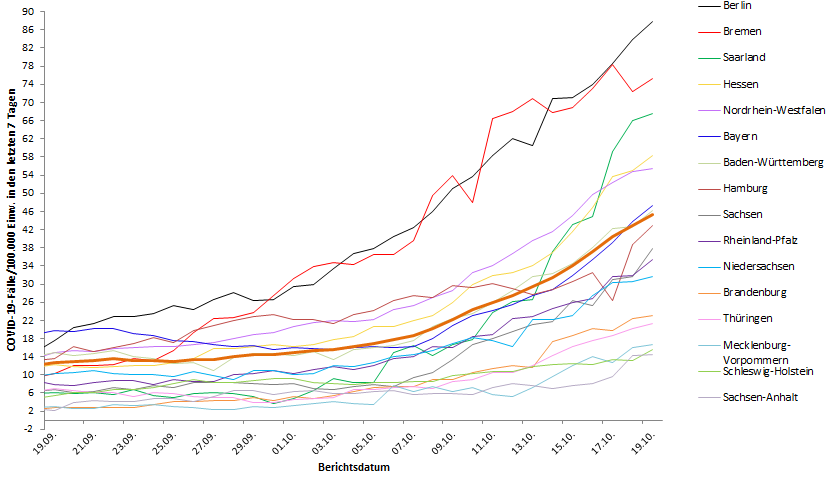 90
86
82
78
74
70
66
62
58
54
50
46
42
38
34
30
26
22
18
14
10
6
2
-2
COVID-19-Fälle/100.000 Einw. in den letzten 7 Tagen
19.09.
21.09.
23.09.
25.09.
27.09.
29.09.
01.10.
03.10.
05.10.
07.10.
09.10.
11.10.
13.10.
15.10.
17.10.
19.10.
Berichtsdatum
Berlin
Bremen
Saarland
Hessen
Nordrhein-Westfalen
Bayern
Baden-Württemberg
Hamburg
Sachsen
Rheinland-Pfalz
Niedersachsen
Brandenburg
Thüringen
Mecklenburg-
Vorpommern
Schleswig-Holstein
Sachsen-Anhalt